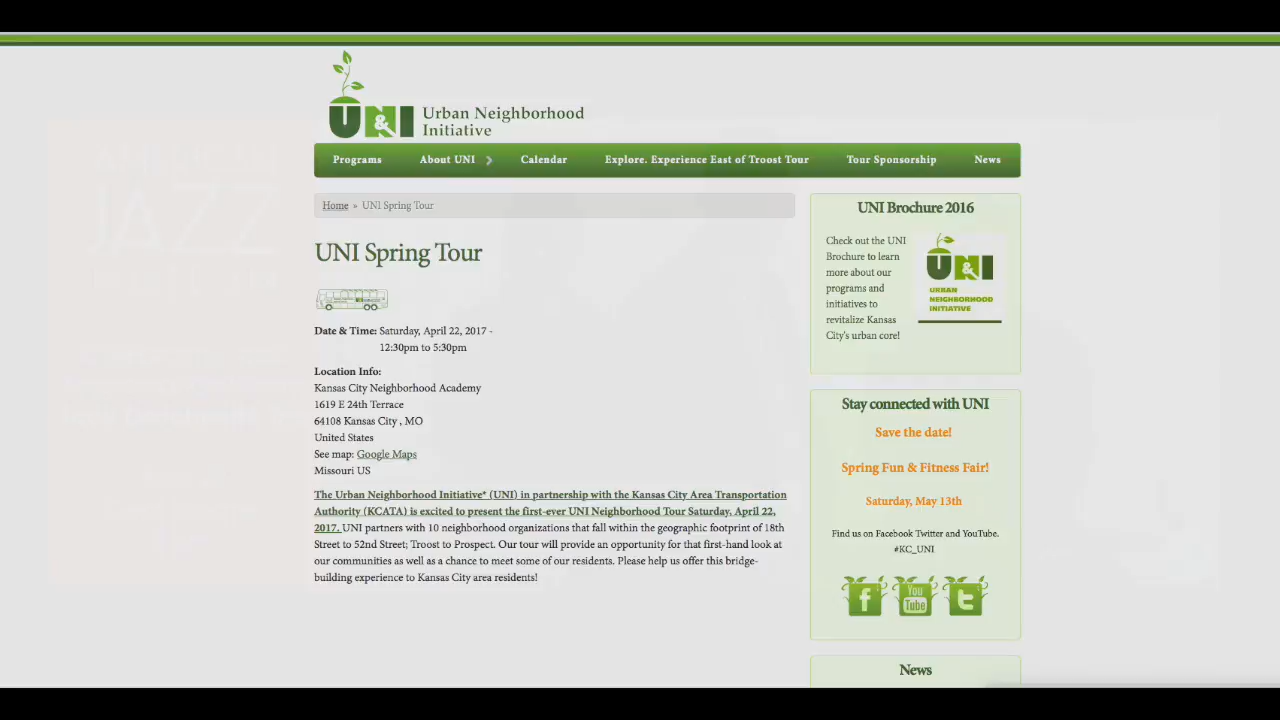 UN&I Urban Neighborhood
Initiative
Programs About UNI Calendar Explore. Experience East of Troost Tour Tour Sponsorship News
Home » UNI Spring Tour
UNI Spring Tour
Date & Time: Saturday, April 22, 2017 -
12:30pm to 5:30pm
Location Info:
Kansas City Neighborhood Academy
1619 E 24th Terrace
64108 Kansas City , MO
United States
See map: Google Maps
Missouri US
The Urban Neighborhood Initiative* (UNI) in partnership with the Kansas City Area Transportation
Authority (KCATA) is excited to present the first-ever UNI Neighborhood Tour Saturday, April 22,
2017. UNI partners with 10 neighborhood organizations that fall within the geographic footprint of 18th
Street to 52nd Street; Troost to Prospect. Our tour will provide an opportunity for that first-hand look at
our communities as well as a chance to meet some of our residents. Please help us offer this bridge-
building experience to Kansas City area residents!
UNI Brochure 2016
Check out the UNI
Brochure to learn
more about our
programs and
initiatives to
revitalize Kansas
City's urban core!
UN&I
URBAN
NEIGHBORHOOD
INITIATIVE
Stay connected with UNI
Save the date!
Spring Fun & Fitness Fair!
Saturday, May 13th
Find us on Facebook Twitter and YouTube.
#KC_UNI
f You Tube t
News
JAZZ